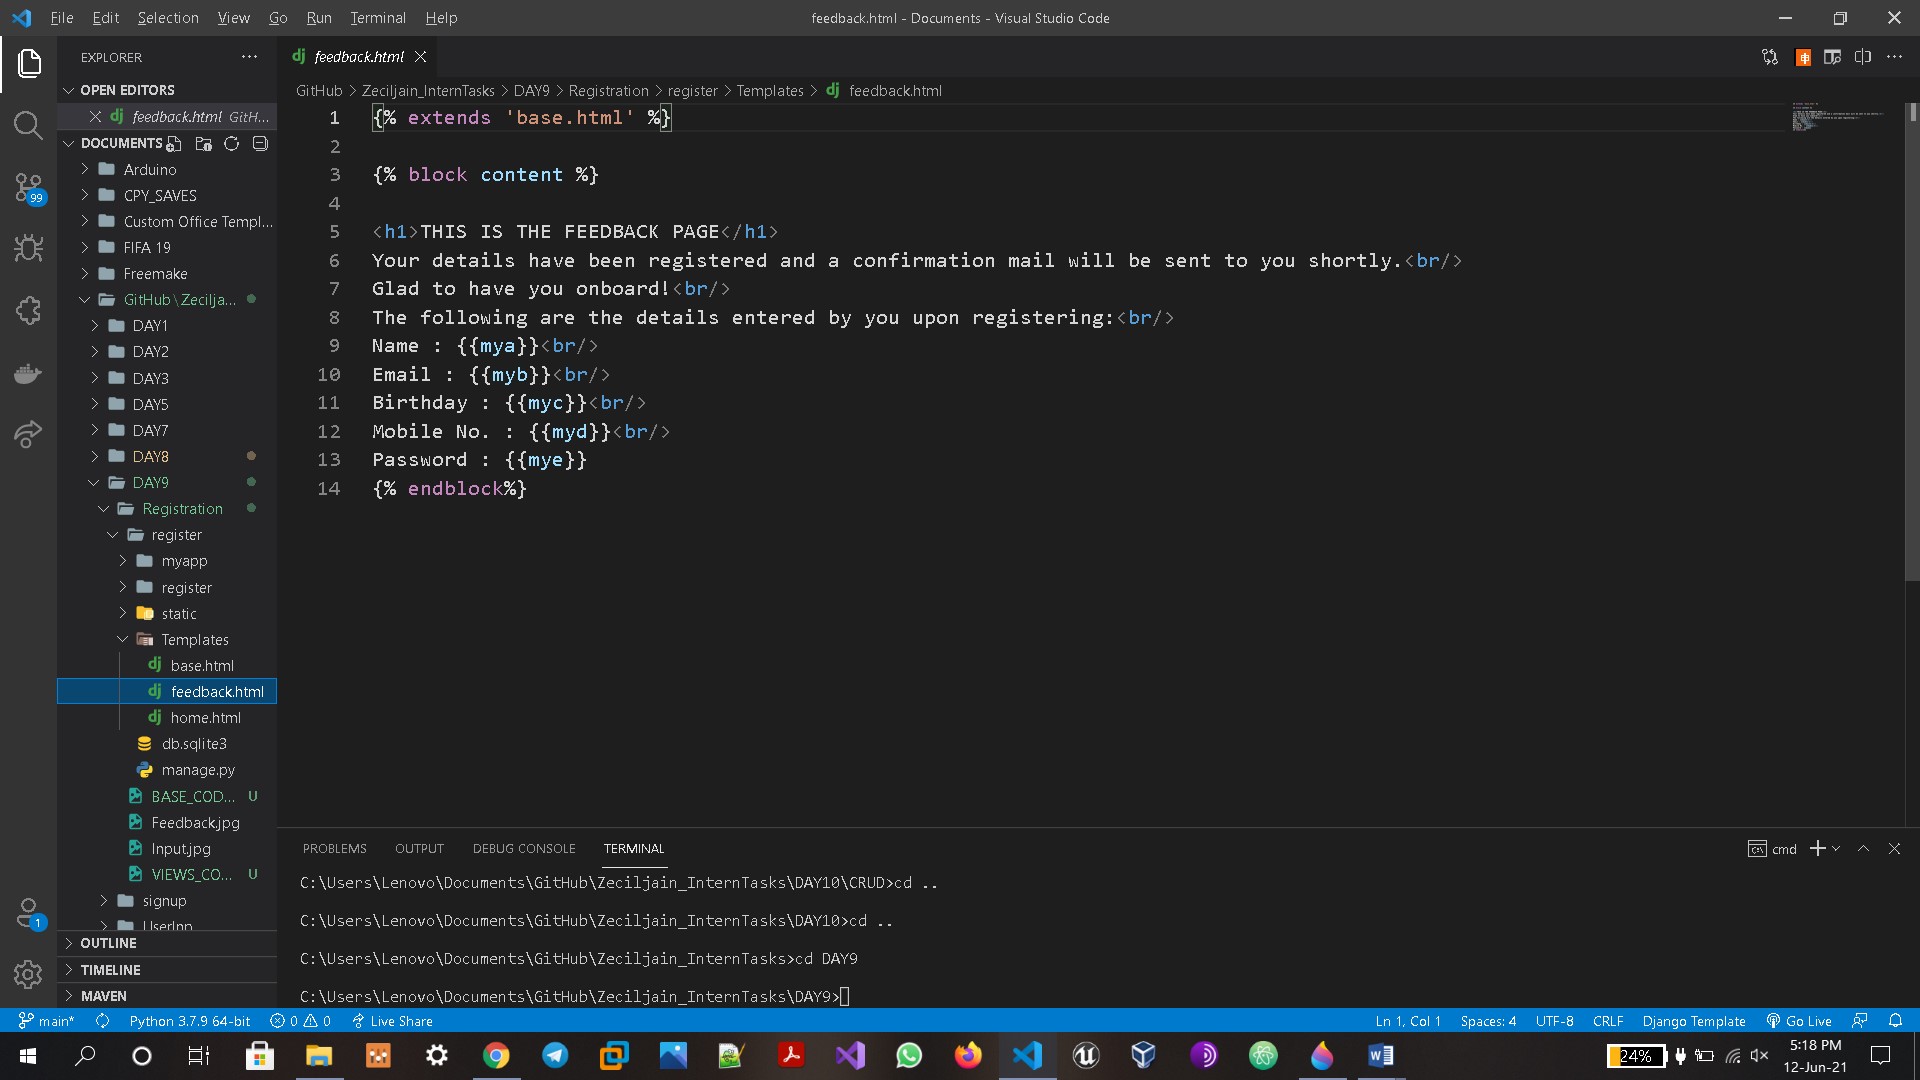 File Edit Selection View Go Run Terminal Help
feedback.html - Documents - Visual Studio Code
EXPLORER
OPEN EDITORS
feedback.html GitH...
DOCUMENTS
Arduino
CPY_SAVES
Custom Office Templ...
FIFA 19
Freemake
GitHub\Zecilja...
DAY1
DAY2
DAY3
DAY5
DAY7
DAY8
DAY9
Registration
register
myapp
register
static
Templates
base.html
feedback.html
home.html
db.sqlite3
manage.py
BASE_COD... U
Feedback.jpg
Input.jpg
VIEWS_CO... U
signup
UserInp
OUTLINE
TIMELINE
MAVEN
99
1
feedback.html
GitHub > Zeciljain_InternTasks > DAY9 > Registration > register > Templates > feedback.html
1 {% extends 'base.html' %}
2
3 {% block content %}
4
5 <h1>THIS IS THE FEEDBACK PAGE</h1>
6 Your details have been registered and a confirmation mail will be sent to you shortly.<br/>
7 Glad to have you onboard!<br/>
8 The following are the details entered by you upon registering:<br/>
9 Name : {{mya}}<br/>
10 Email : {{myb}}<br/>
11 Birthday : {{myc}}<br/>
12 Mobile No. : {{myd}}<br/>
13 Password : {{mye}}
14 {% endblock%}
PROBLEMS OUTPUT DEBUG CONSOLE TERMINAL
cmd
C:\Users\Lenovo\Documents\GitHub\Zeciljain_InternTasks\DAY10\CRUD>cd ..
C:\Users\Lenovo\Documents\GitHub\Zeciljain_InternTasks\DAY10>cd ..
C:\Users\Lenovo\Documents\GitHub\Zeciljain_InternTasks>cd DAY9
C:\Users\Lenovo\Documents\GitHub\Zeciljain_InternTasks\DAY9>
main* Python 3.7.9 64-bit 0 0 Live Share
Ln 1, Col 1 Spaces: 4 UTF-8 CRLF Django Template Go Live
24%
5:18 PM
12-Jun-21